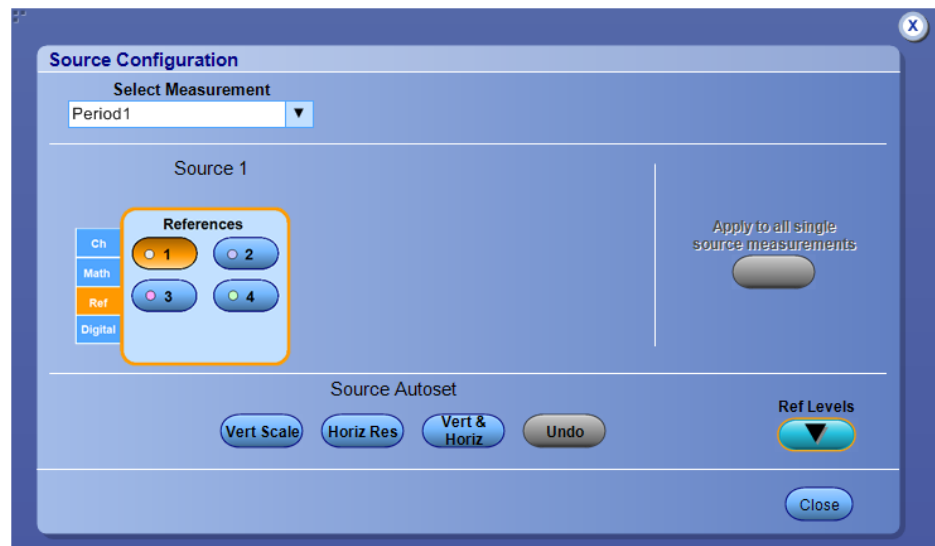 X
Source Configuration
Select Measurement
Period1
Source 1
References
Ch
Math
Ref
Digital
1
2
3
4
Apply to all single
source measurements
Source Autoset
Vert Scale
Horiz Res
Vert &
Horiz
Undo
Ref Levels
Close